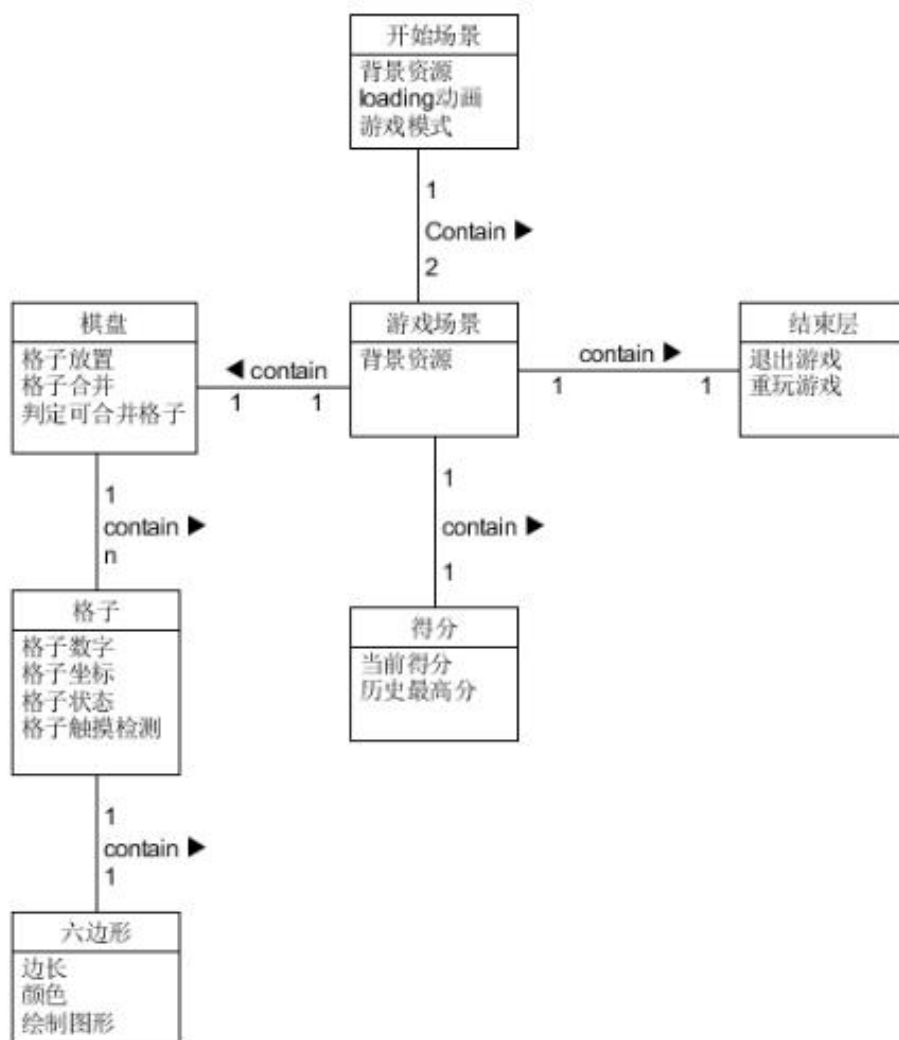 开始场景
背景资源
loading动画
游戏模式
1
Contain ▶
2
棋盘
格子放置
格子合并
判定可合并格子
◀ contain
1
1
游戏场景
背景资源
contain ▶
1
1
结束层
退出游戏
重玩游戏
1
contain ▶
n
1
contain ▶
1
格子
格子数字
格子坐标
格子状态
格子触摸检测
得分
当前得分
历史最高分
1
contain ▶
1
六边形
边长
颜色
绘制图形